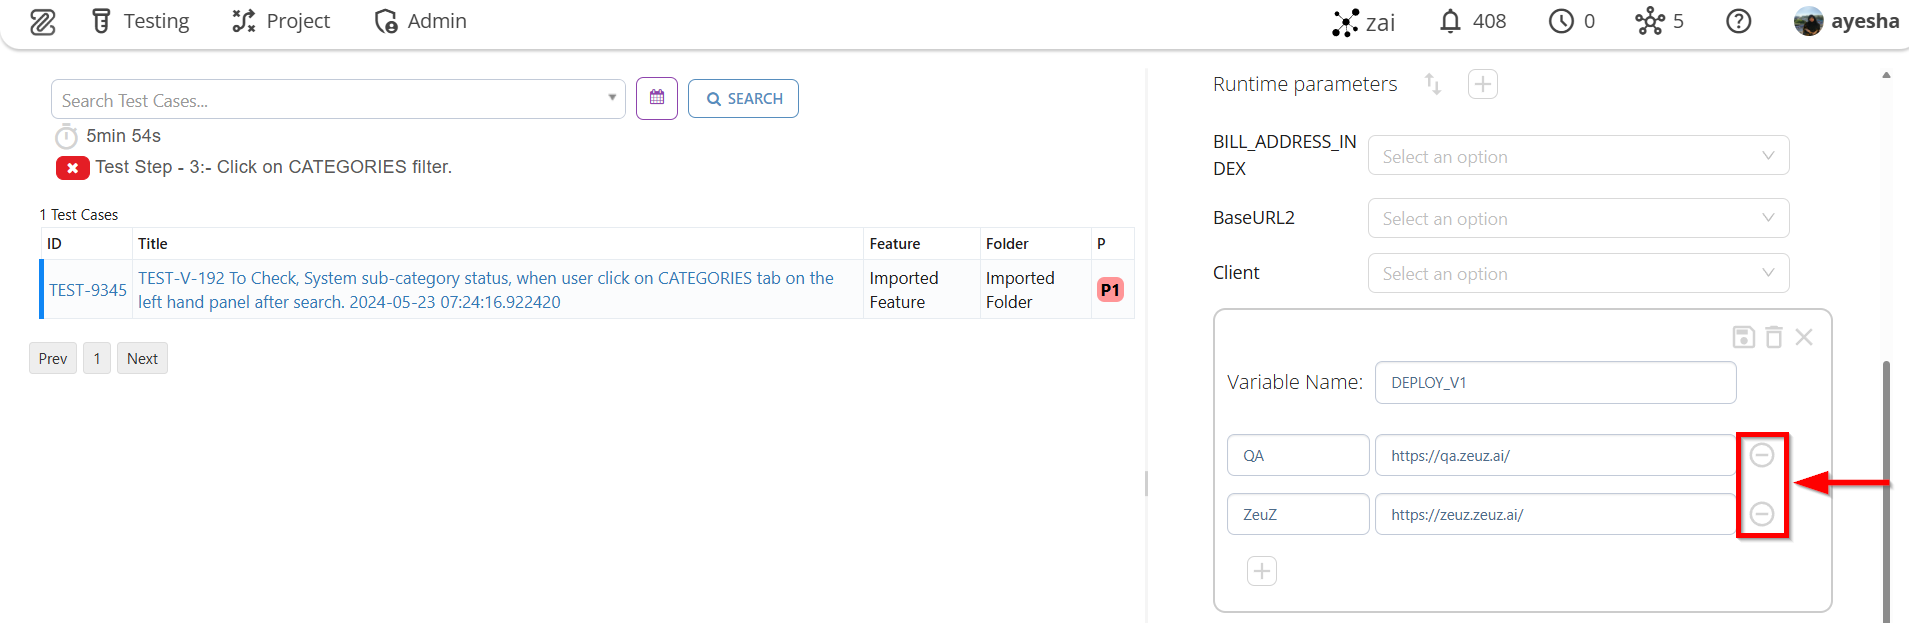 Testing Project Admin zai 408 0 5 ayesha
Search Test Cases... SEARCH
5min 54s
Test Step - 3:- Click on CATEGORIES filter.
1 Test Cases
ID Title Feature Folder P
TEST-9345 TEST-V-192 To Check, System sub-category status, when user click on CATEGORIES tab on the Imported Imported P1
left hand panel after search. 2024-05-23 07:24:16.922420 Feature Folder
Prev 1 Next
Runtime parameters
BILL_ADDRESS_IN
DEX Select an option
BaseURL2 Select an option
Client Select an option
Variable Name: DEPLOY_V1
QA https://qa.zeuz.ai/
ZeuZ https://zeuz.zeuz.ai/